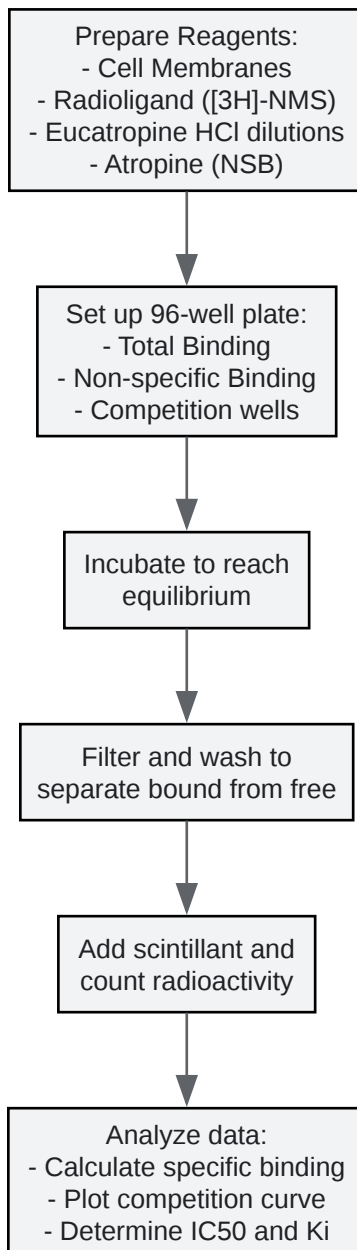 Prepare Reagents:
- Cell Membranes
- Radioligand ([3H]-NMS)
- Eucatropine HCl dilutions
- Atropine (NSB)
Set up 96-well plate:
- Total Binding
- Non-specific Binding
- Competition wells
Incubate to reach
equilibrium
Filter and wash to
separate bound from free
Add scintillant and
count radioactivity
Analyze data:
- Calculate specific binding
- Plot competition curve
- Determine IC50 and Ki